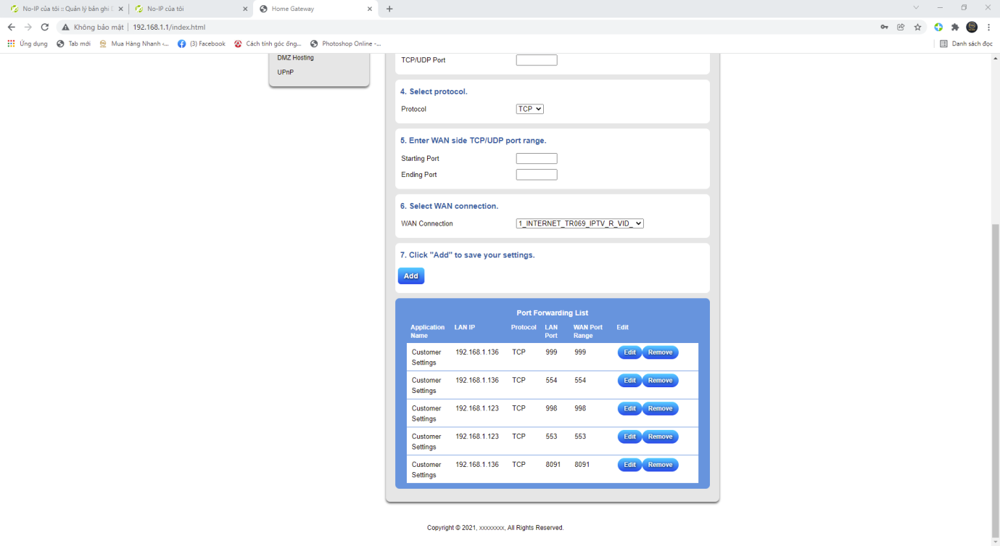 No-IP của tôi :: Quản lý bản ghi
No-IP của tôi
Home Gateway
Không bảo mật
192.168.1.1/index.html
Ứng dụng
Tab mới
Mua Hàng Nhanh -...
(3) Facebook
Cách tính góc ống...
Photoshop Online -...
Danh sách đọc
DMZ Hosting
UPnP
TCP/UDP Port
4. Select protocol.
Protocol
TCP
5. Enter WAN side TCP/UDP port range.
Starting Port
Ending Port
6. Select WAN connection.
WAN Connection
1_INTERNET_TR069_IPTV_R_VID_
7. Click "Add" to save your settings.
Add
Port Forwarding List
Application Name LAN IP Protocol LAN Port WAN Port Range Edit
Customer Settings 192.168.1.136 TCP 999 999 Edit Remove
Customer Settings 192.168.1.136 TCP 554 554 Edit Remove
Customer Settings 192.168.1.123 TCP 998 998 Edit Remove
Customer Settings 192.168.1.123 TCP 553 553 Edit Remove
Customer Settings 192.168.1.136 TCP 8091 8091 Edit Remove
Copyright © 2021, xxxxxxxx, All Rights Reserved.